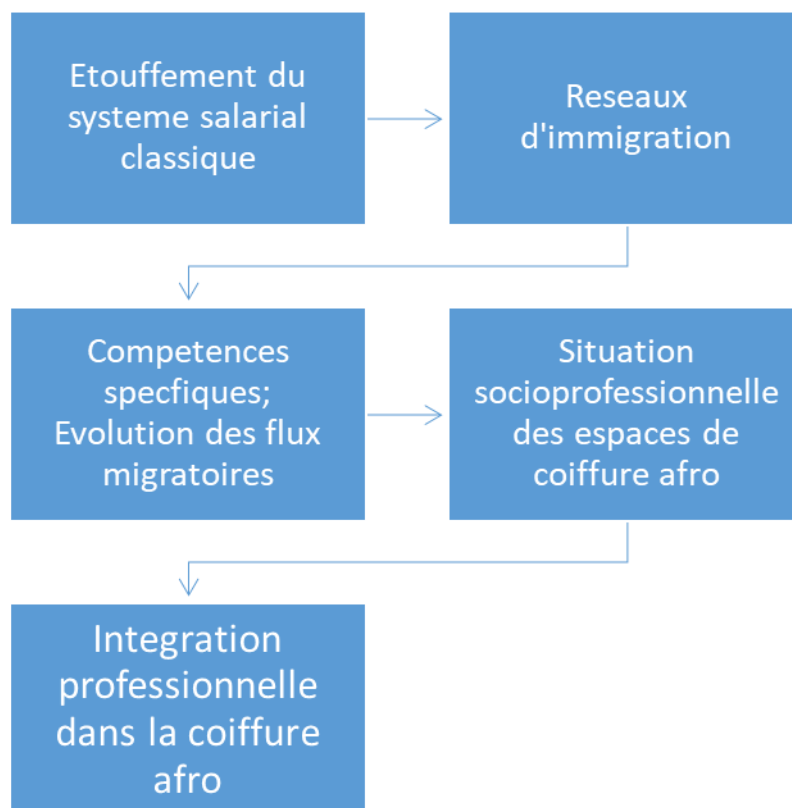 Etouffement du
systeme salarial
classique
Reseaux
d'immigration
Competences
specfiques;
Evolution des flux
migratoires
Situation
socioprofessionnelle
des espaces de
coiffure afro
Integration
professionnelle
dans la coiffure
afro